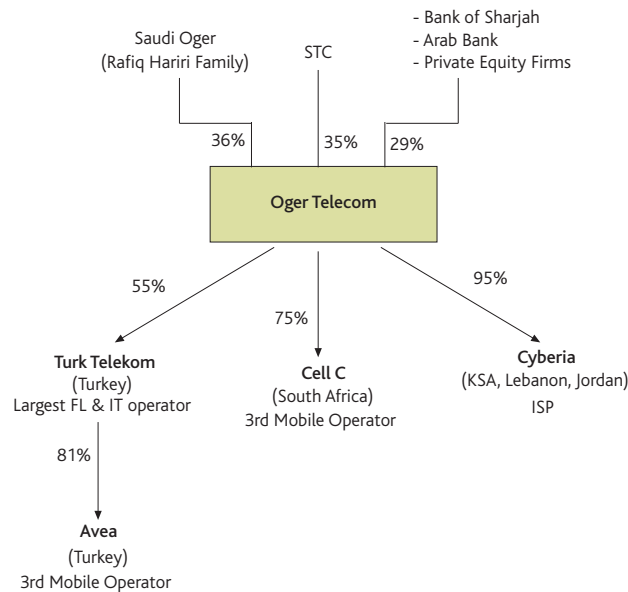 Saudi Oger
(Rafiq Hariri Family)
STC
- Bank of Sharjah
- Arab Bank
- Private Equity Firms
36%
35%
29%
Oger Telecom
55%
75%
95%
Turk Telekom
(Turkey)
Largest FL & IT operator
Cell C
(South Africa)
3rd Mobile Operator
Cyberia
(KSA, Lebanon, Jordan)
ISP
81%
Avea
(Turkey)
3rd Mobile Operator